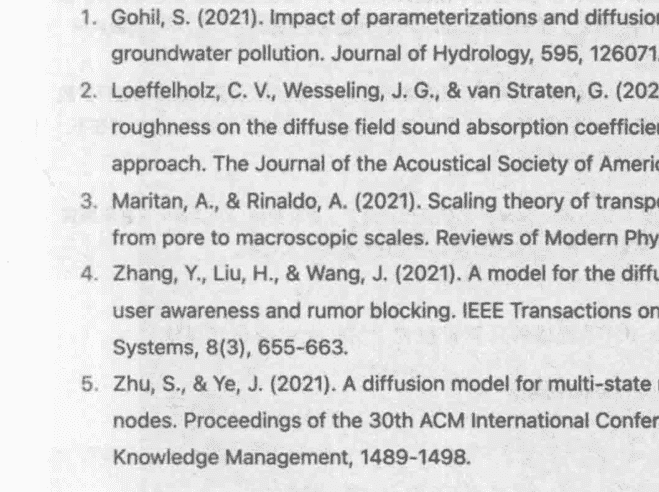 1. Gohil, S. (2021). Impact of parameterizations and diffusion
groundwater pollution. Journal of Hydrology, 595, 126071.
2. Loeffelholz, C. V., Wesseling, J. G., & van Straten, G. (202
roughness on the diffuse field sound absorption coefficien
approach. The Journal of the Acoustical Society of Americ
3. Maritan, A., & Rinaldo, A. (2021). Scaling theory of transpo
from pore to macroscopic scales. Reviews of Modern Phy
4. Zhang, Y., Liu, H., & Wang, J. (2021). A model for the diffu
user awareness and rumor blocking. IEEE Transactions on
Systems, 8(3), 655-663.
5. Zhu, S., & Ye, J. (2021). A diffusion model for multi-state
nodes. Proceedings of the 30th ACM International Confer
Knowledge Management, 1489-1498.